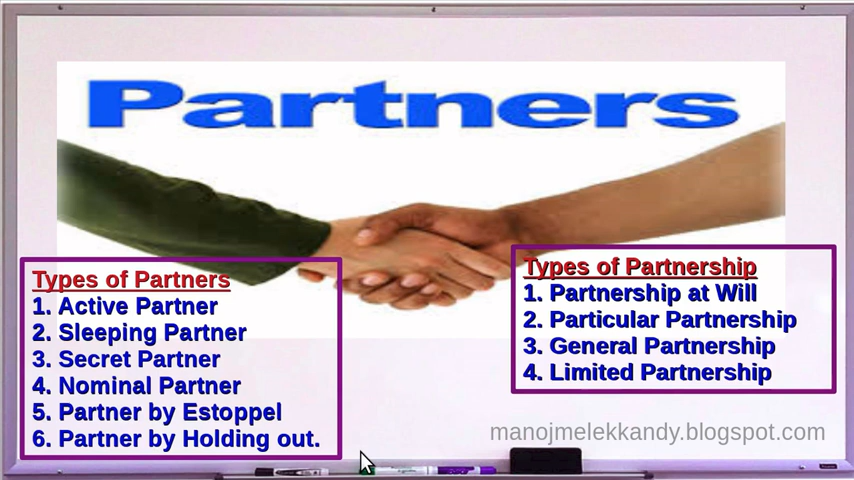 Partners
Types of Partners
1. Active Partner
2. Sleeping Partner
3. Secret Partner
4. Nominal Partner
5. Partner by Estoppel
6. Partner by Holding out.
Types of Partnership
1. Partnership at Will
2. Particular Partnership
3. General Partnership
4. Limited Partnership
manojmelekkandy.blogspot.com